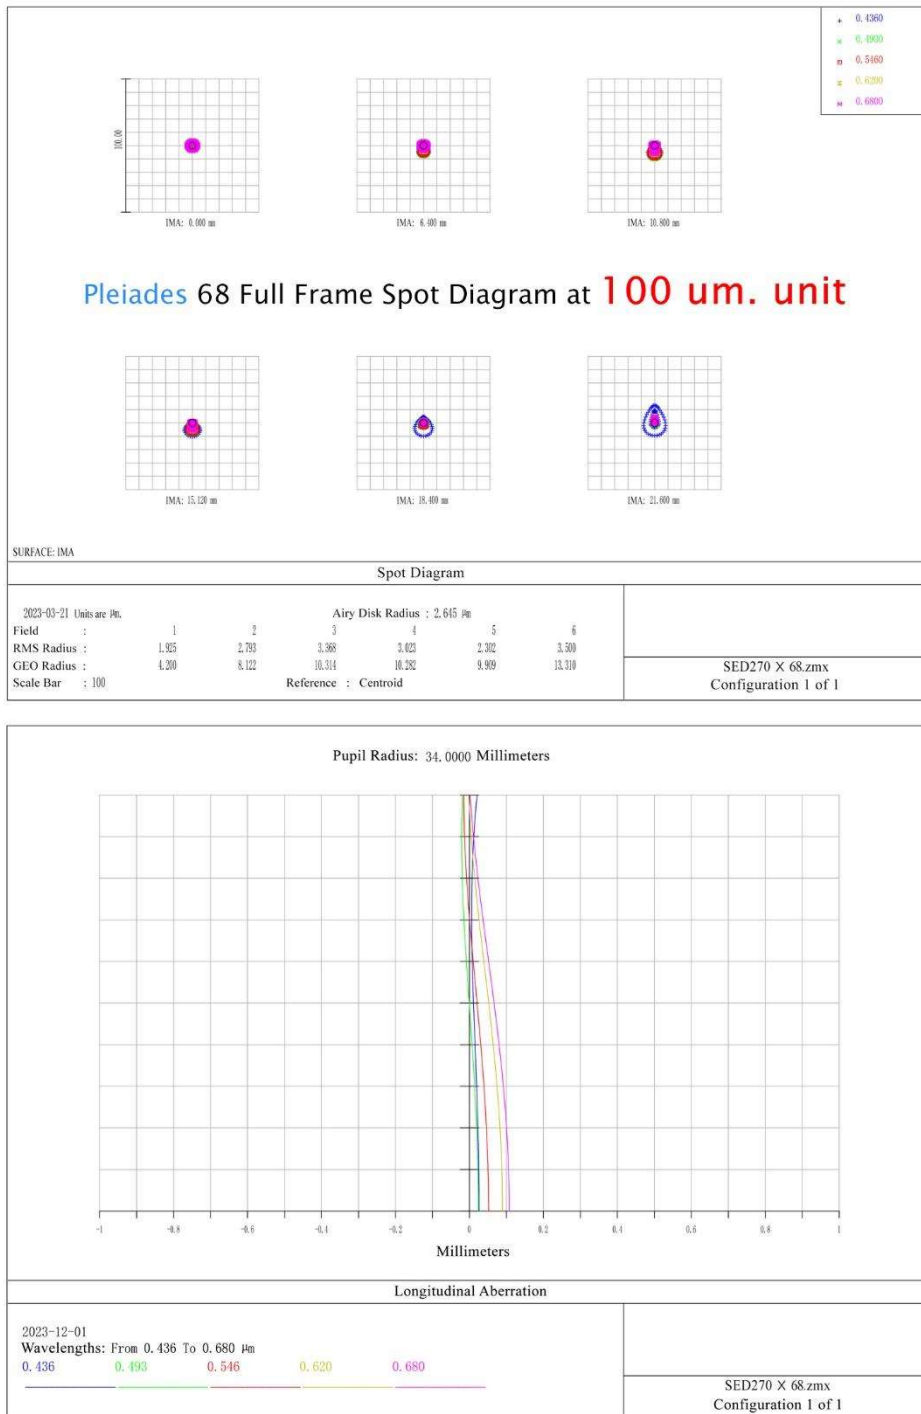 0.4360
0.4900
0.5460
0.6200
0.6800
100.00
IMA: 0.000 mm
IMA: 6.400 mm
IMA: 10.800 mm
Pleiades 68 Full Frame Spot Diagram at 100 um. unit
IMA: 15.120 mm
IMA: 18.400 mm
IMA: 21.600 mm
SURFACE: IMA
Spot Diagram
2023-03-21 Units are µm. Airy Disk Radius : 2.645 µm
Field : 1 2 3 4 5 6
RMS Radius : 1.925 2.793 3.368 3.023 2.302 3.500
GEO Radius : 4.200 8.122 10.314 10.282 9.909 13.310
Scale Bar : 100 Reference : Centroid
SED270 X 68.zmx
Configuration 1 of 1
Pupil Radius: 34.0000 Millimeters
-1 -0.8 -0.6 -0.4 -0.2 0 0.2 0.4 0.6 0.8 1
Millimeters
Longitudinal Aberration
2023-12-01
Wavelengths: From 0.436 To 0.680 µm
0.436 0.493 0.546 0.620 0.680
SED270 X 68.zmx
Configuration 1 of 1